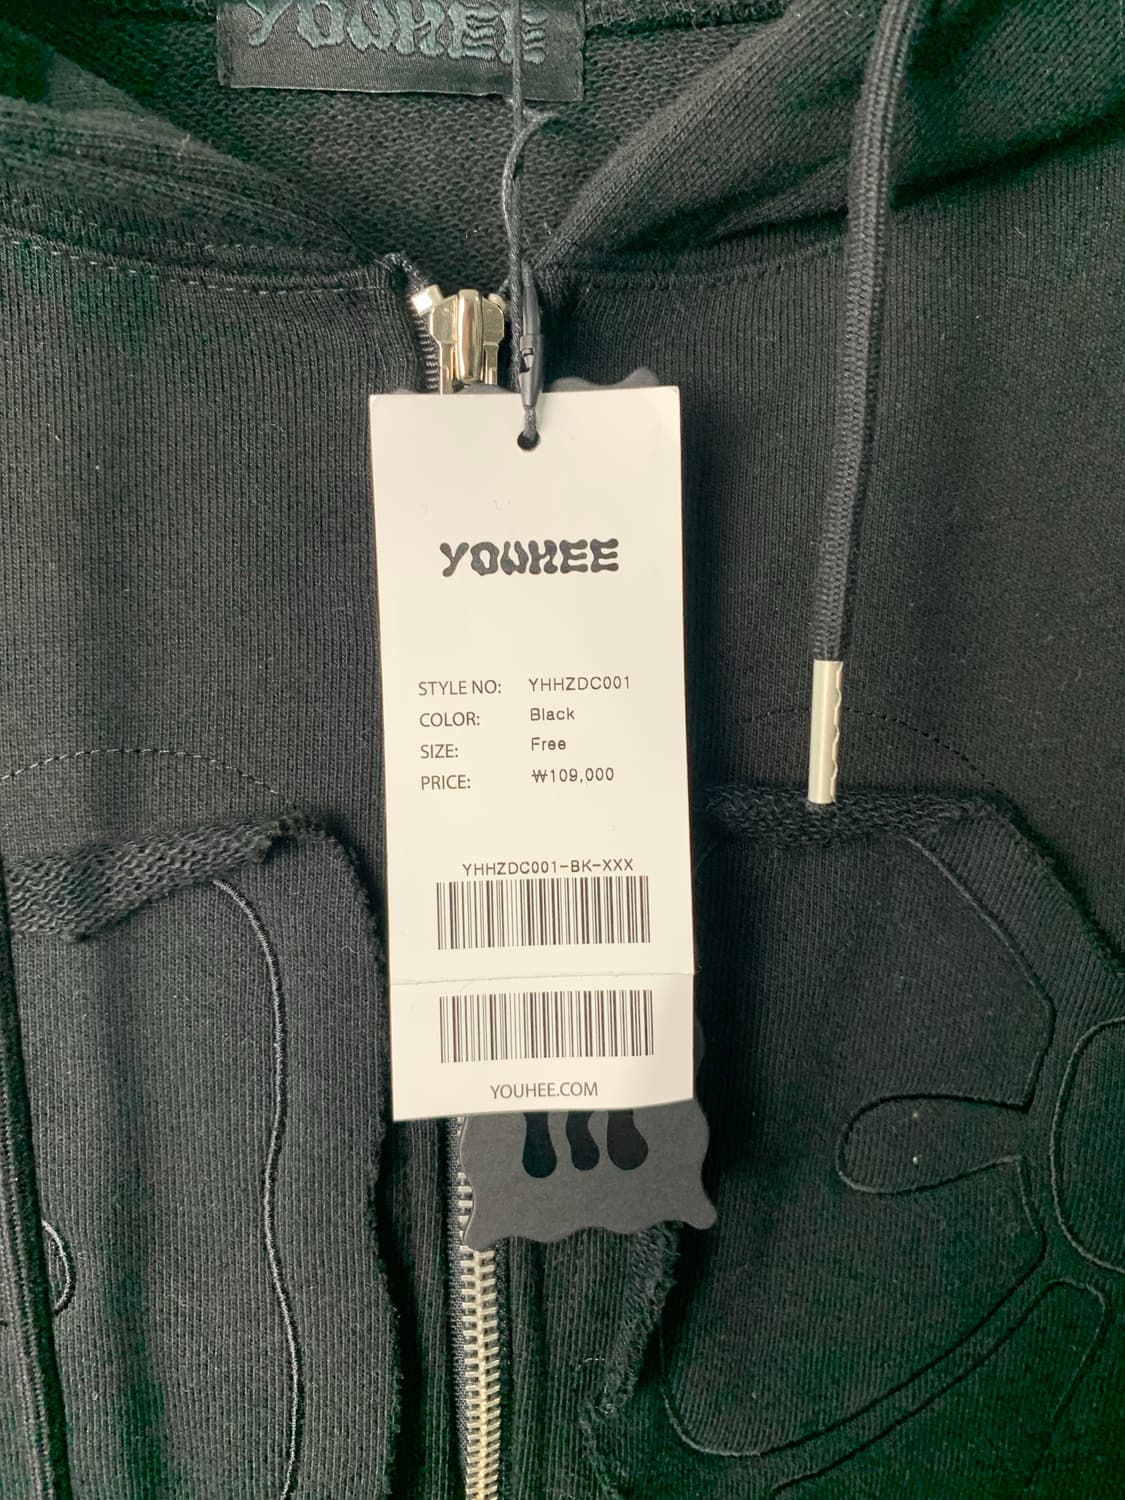 YOUHEE
YOUHEE
STYLE NO: YHHZDC001
COLOR: Black
SIZE: Free
PRICE: ₩109,000
YHHZDC001-BK-XXX
YOUHEE.COM